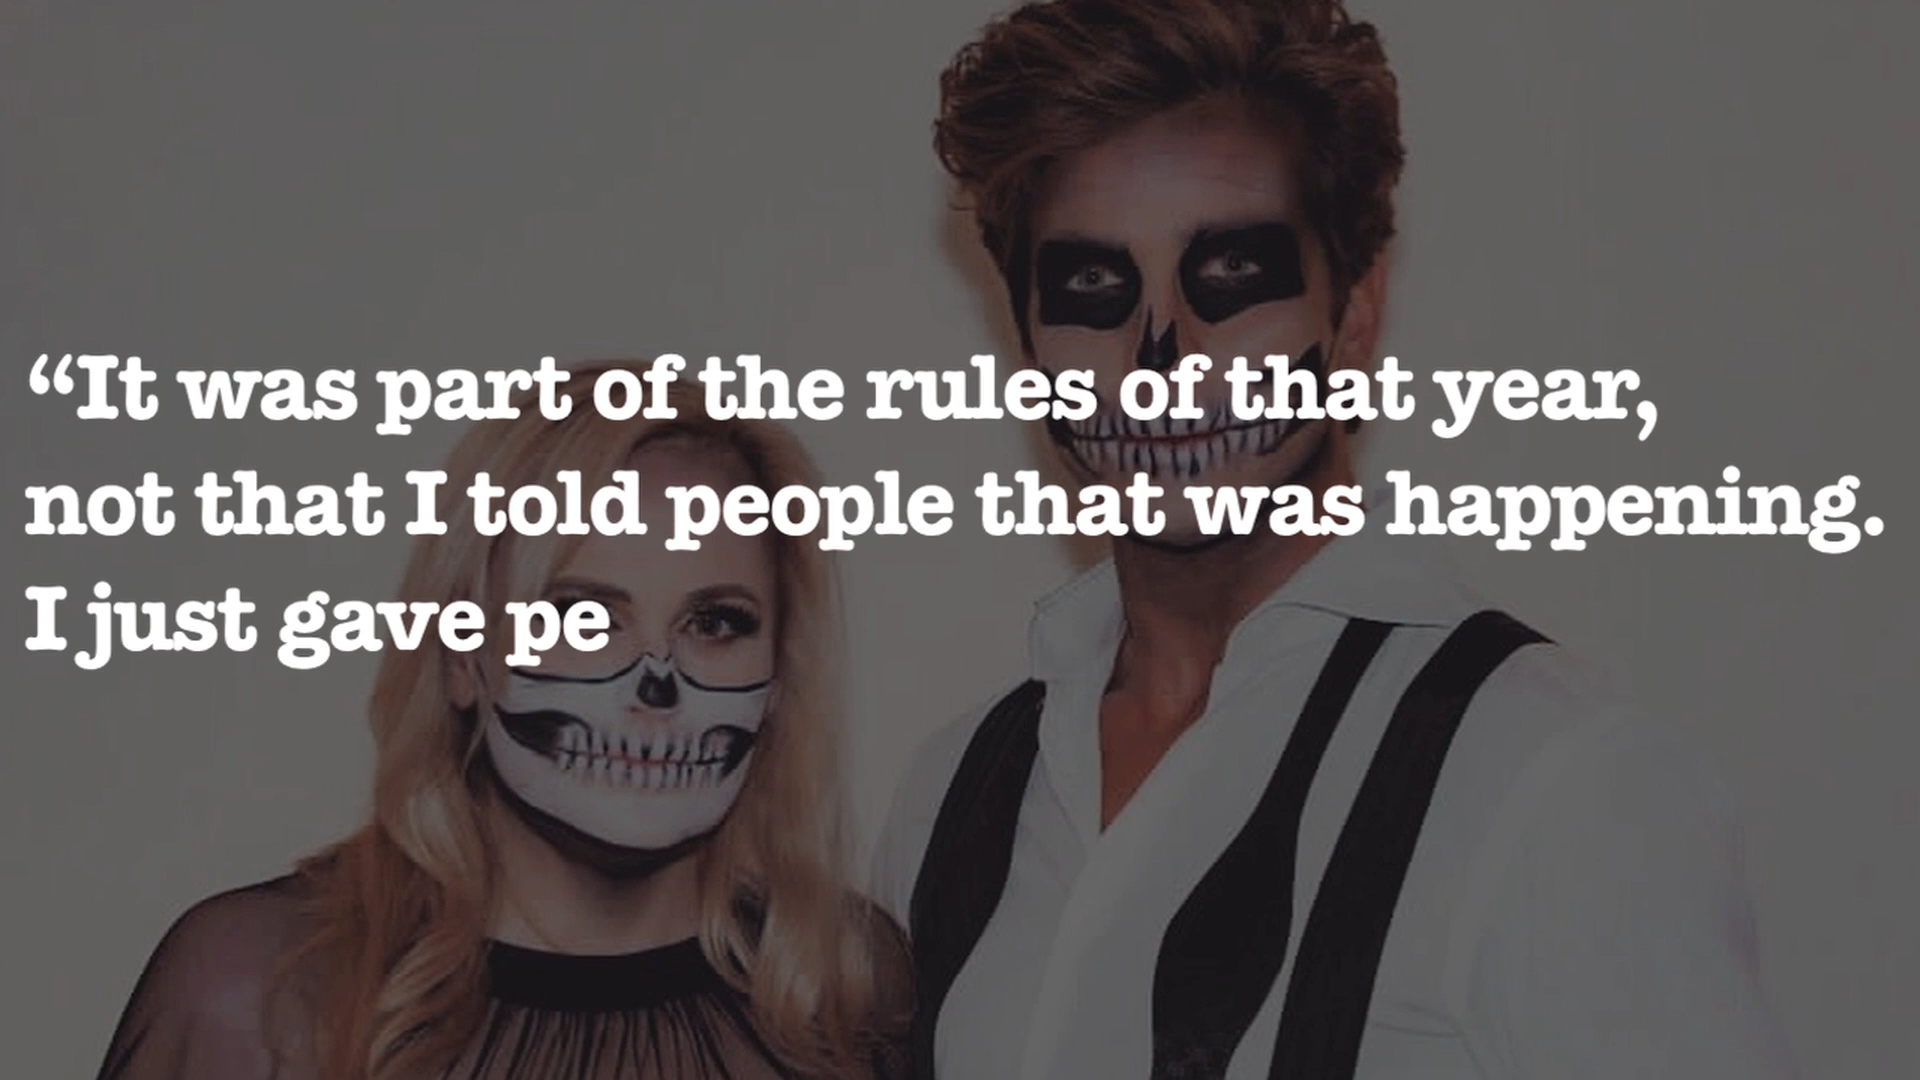 “It was part of the rules of that year,
not that I told people that was happening.
I just gave pe